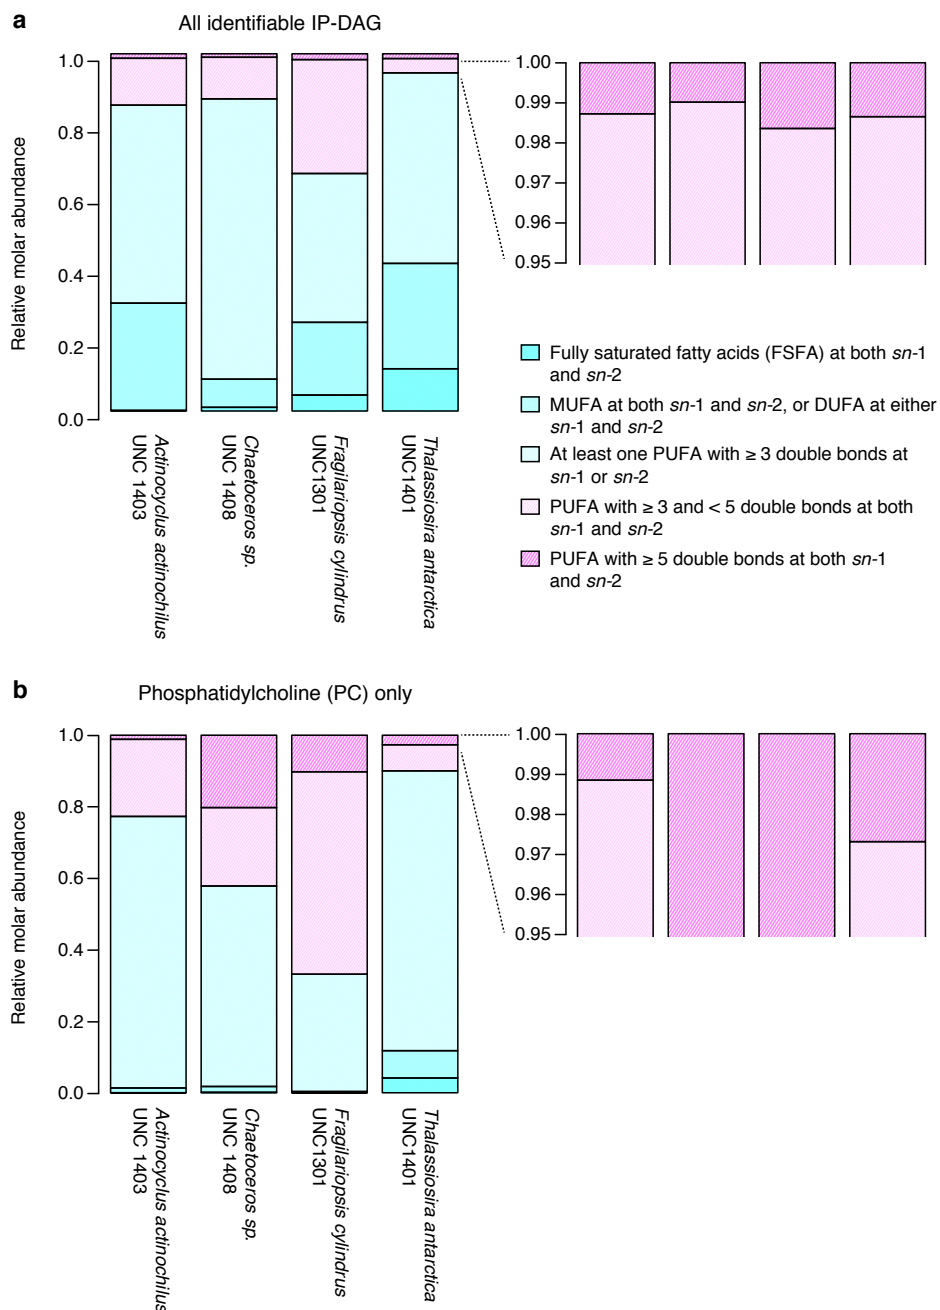 a
All identifiable IP-DAG
Relative molar abundance
1.0
0.8
0.6
0.4
0.2
0.0
Actinocyclus actinochilus
UNC 1403
Chaetoceros sp.
UNC 1408
Fragilariopsis cylindrus
UNC1301
Thalassiosira antarctica
UNC1401
1.00
0.99
0.98
0.97
0.96
0.95
Fully saturated fatty acids (FSFA) at both sn-1
and sn-2
MUFA at both sn-1 and sn-2, or DUFA at either
sn-1 and sn-2
At least one PUFA with ≥ 3 double bonds at
sn-1 or sn-2
PUFA with ≥ 3 and < 5 double bonds at both
sn-1 and sn-2
PUFA with ≥ 5 double bonds at both sn-1
and sn-2
b
Phosphatidylcholine (PC) only
Relative molar abundance
1.0
0.8
0.6
0.4
0.2
0.0
Actinocyclus actinochilus
UNC 1403
Chaetoceros sp.
UNC 1408
Fragilariopsis cylindrus
UNC1301
Thalassiosira antarctica
UNC1401
1.00
0.99
0.98
0.97
0.96
0.95